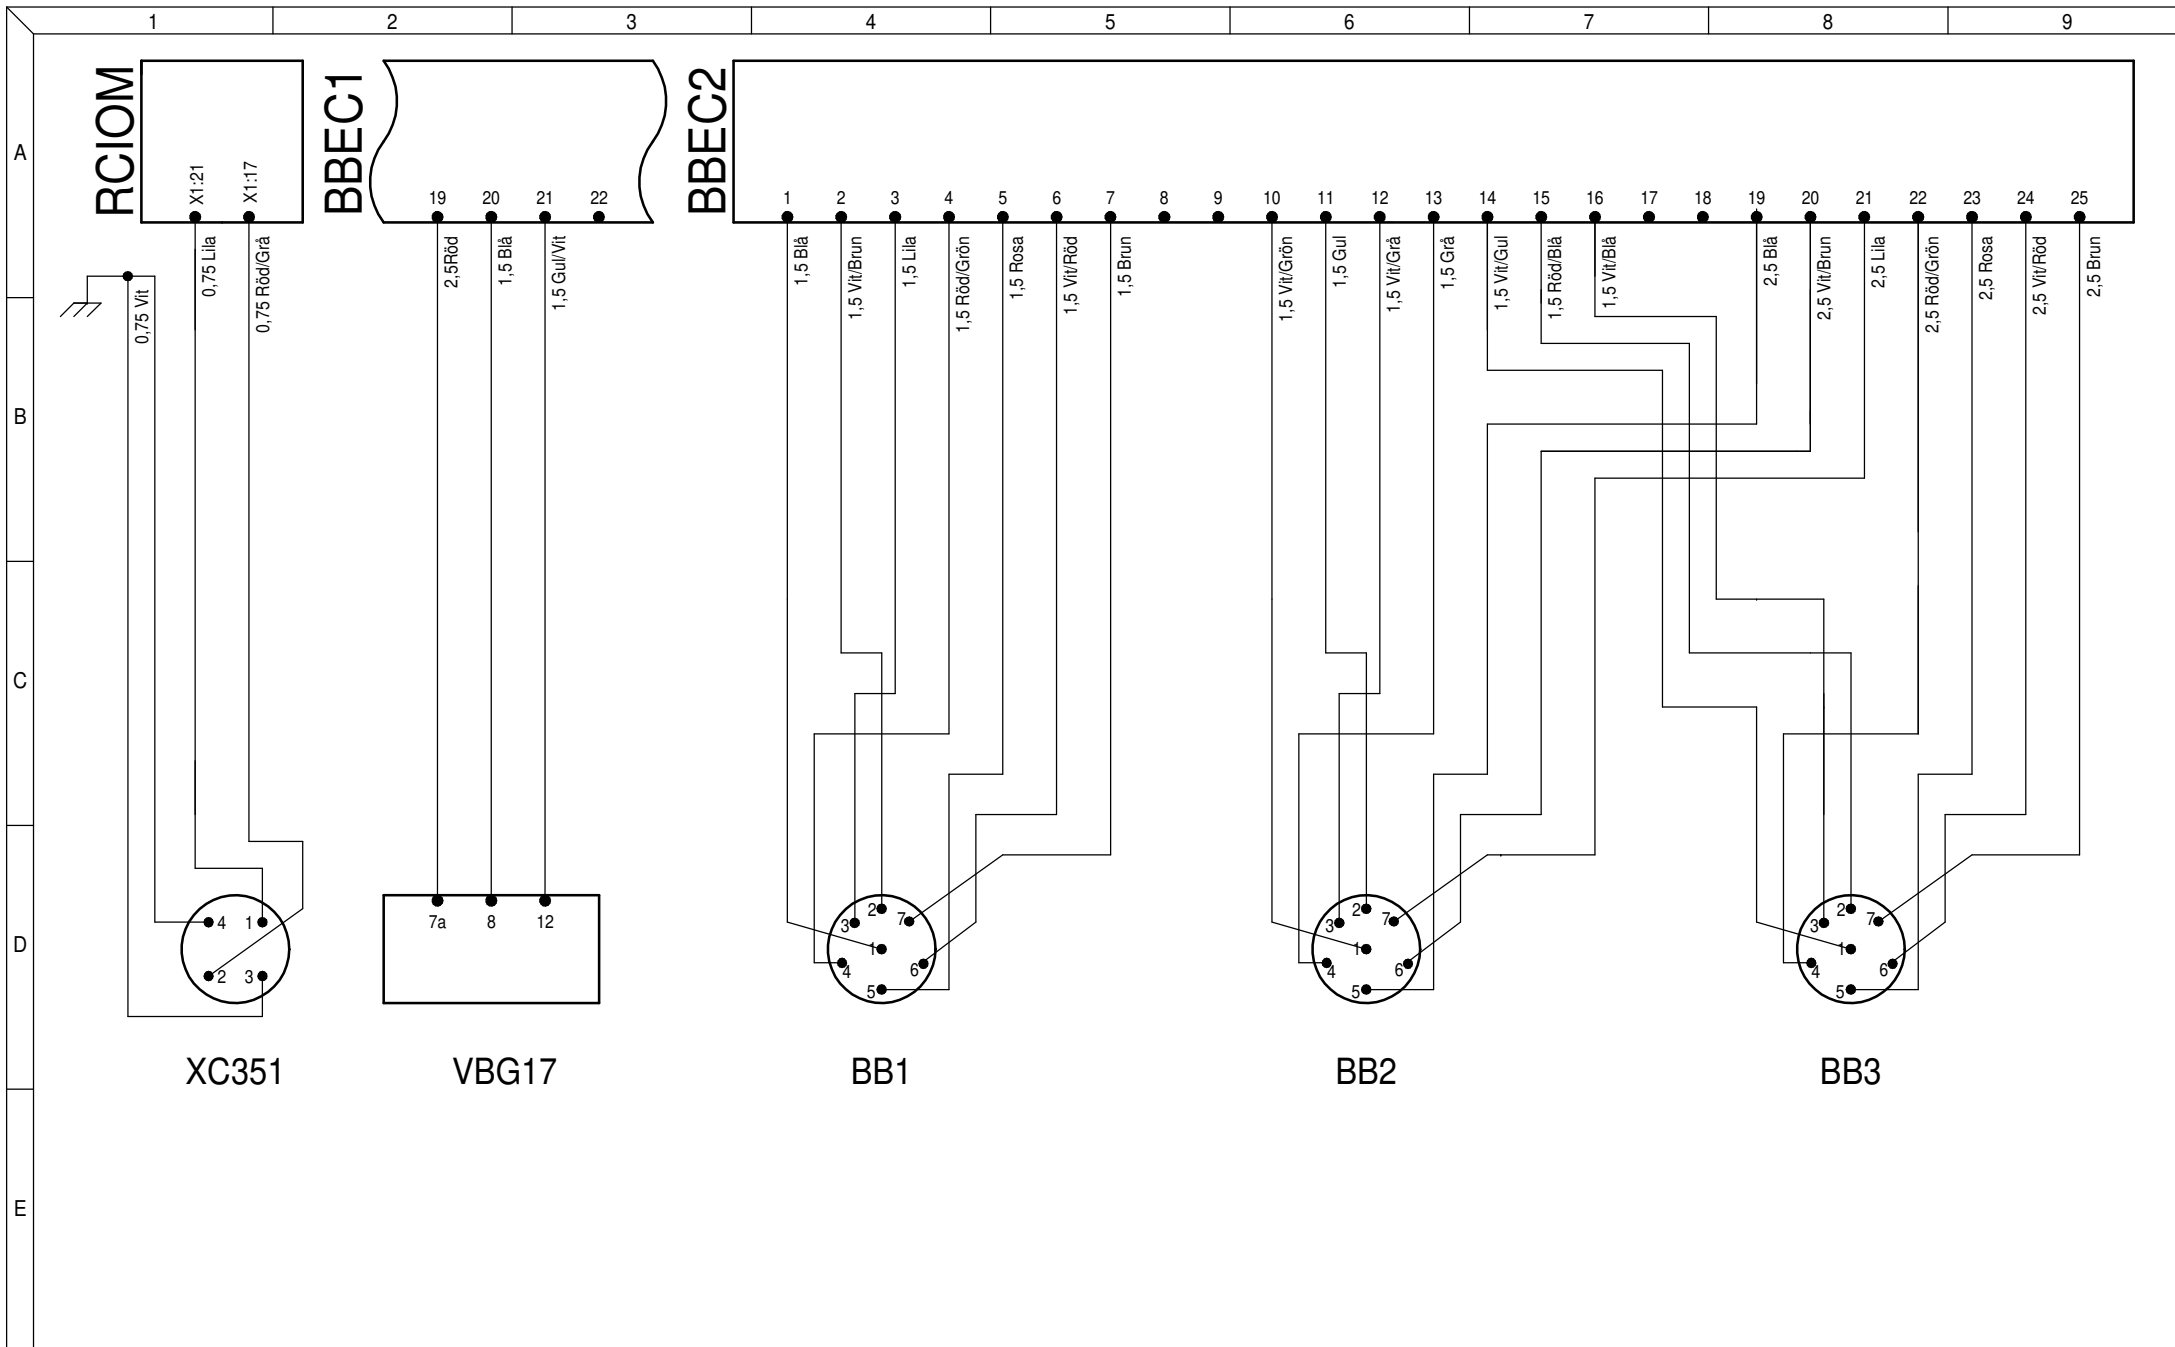 1 2 3 4 5 6 7 8 9
A
B
C
D
E
RCIOM
X1:21
X1:17
0,75 Vit
0,75 Lila
0,75 Röd/Grå
BBEC1
19 20 21 22
2,5Röd
1,5 Blå
1,5 Gul/Vit
BBEC2
1 2 3 4 5 6 7 8 9 10 11 12 13 14 15 16 17 18 19 20 21 22 23 24 25
1,5 Blå
1,5 Vit/Brun
1,5 Lila
1,5 Röd/Grön
1,5 Rosa
1,5 Vit/Röd
1,5 Brun
1,5 Vit/Grön
1,5 Gul
1,5 Vit/Grå
1,5 Grå
1,5 Vit/Gul
1,5 Röd/Blå
1,5 Vit/Blå
2,5 Blå
2,5 Vit/Brun
2,5 Lila
2,5 Röd/Grön
2,5 Rosa
2,5 Vit/Röd
2,5 Brun
4 1
2 3
XC351
7a 8 12
VBG17
2
3 7
1
4 6
5
BB1
2
3 7
1
4 6
5
BB2
2
3 7
1
4 6
5
BB3